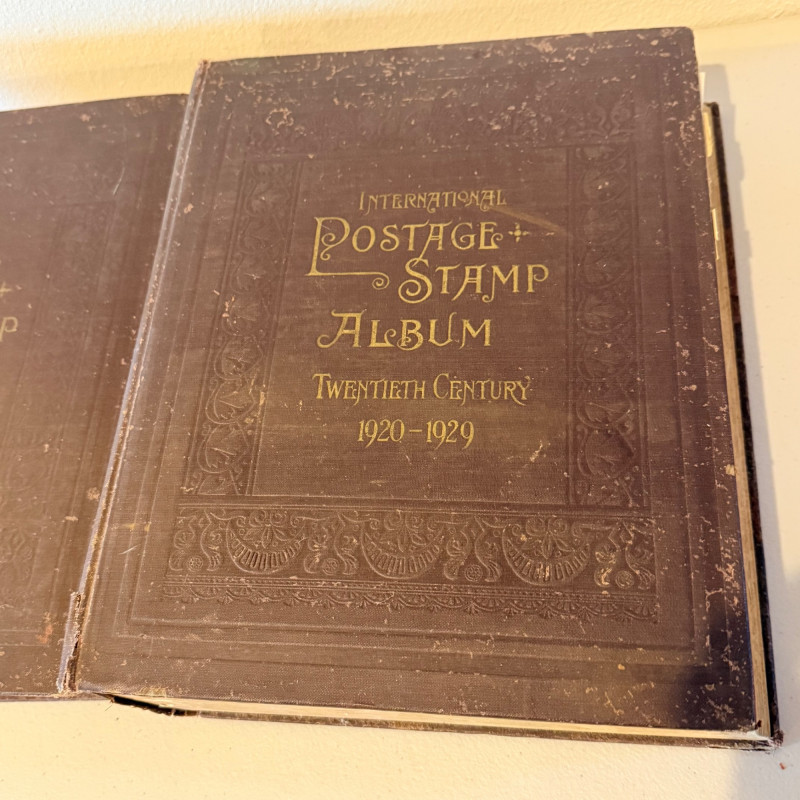 INTERNATIONAL
POSTAGE
STAMP
ALBUM
TWENTIETH CENTURY
1920-1929
P